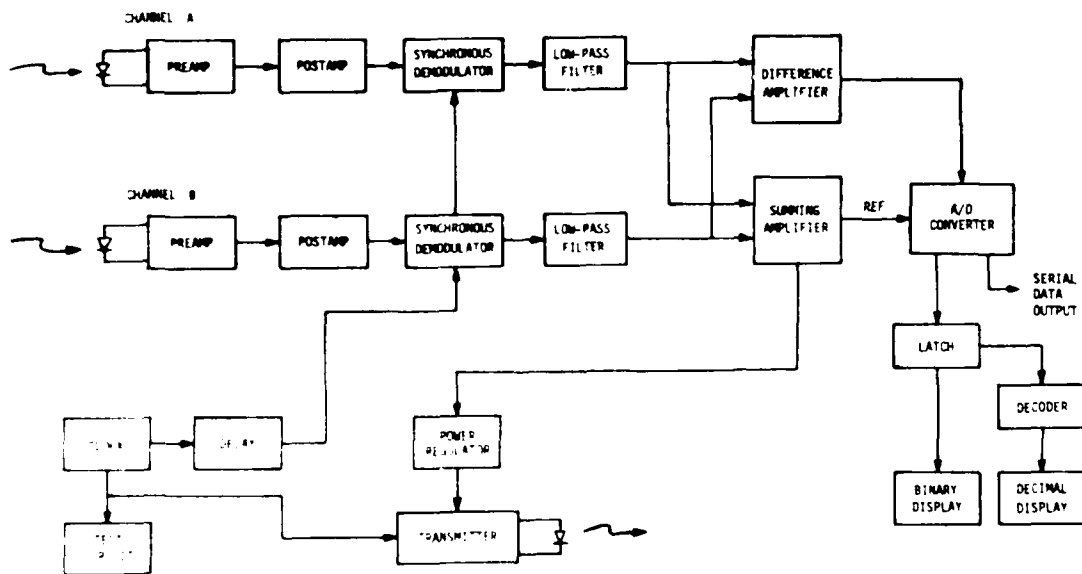 CHANNEL A
PREAMP
POSTAMP
SYNCHRONOUS
DEMODULATOR
LOW-PASS
FILTER
DIFFERENCE
AMPLIFIER
CHANNEL B
PREAMP
POSTAMP
SYNCHRONOUS
DEMODULATOR
LOW-PASS
FILTER
SUMMING
AMPLIFIER
REF
A/D
CONVERTER
SERIAL
DATA
OUTPUT
LATCH
DECODER
DELAY
POWER
REGULATOR
BINARY
DISPLAY
DECIMAL
DISPLAY
TRANSMITTER